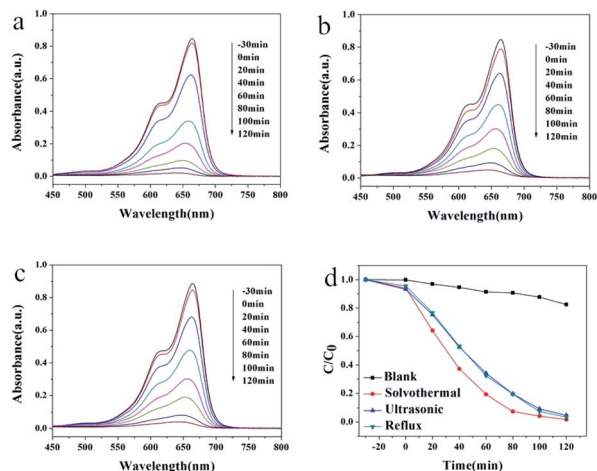 a
1.0
0.8
0.6
0.4
0.2
0.0
Absorbance(a.u.)
-30min
0min
20min
40min
60min
80min
100min
120min
450 500 550 600 650 700 750 800
Wavelength(nm)
b
1.0
0.8
0.6
0.4
0.2
0.0
Absorbance(a.u.)
-30min
0min
20min
40min
60min
80min
100min
120min
450 500 550 600 650 700 750 800
Wavelength(nm)
c
1.0
0.8
0.6
0.4
0.2
0.0
Absorbance(a.u.)
-30min
0min
20min
40min
60min
80min
100min
120min
450 500 550 600 650 700 750 800
Wavelength(nm)
d
1.0
0.8
0.6
0.4
0.2
0.0
C/C0
Blank
Solvothermal
Ultrasonic
Reflux
-20 0 20 40 60 80 100 120
Time(min)